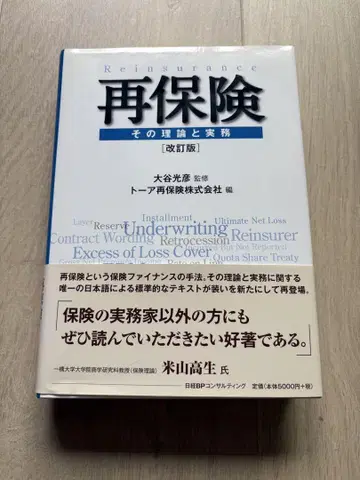 Reinsurance
再保険
その理論と実務
[改訂版]
大谷光彦 監修
トーア再保険株式会社 編
Installment
Layer
Reserve
Underwriting
Ultimate Net Loss
Contract Wording
Retrocession
Reinsurer
But Not Reported
Excess of Loss Cover
Quota Share Treaty
再保険という保険ファイナンスの手法。その理論と実務に関する
唯一の日本語による標準的なテキストが装いを新たにして再登場。
「保険の実務家以外の方にも
ぜひ読んでいただきたい好著である。」
一橋大学大学院商学研究科教授(保険理論) 米山高生 氏
日経BPコンサルティング 定価(本体5000円+税)